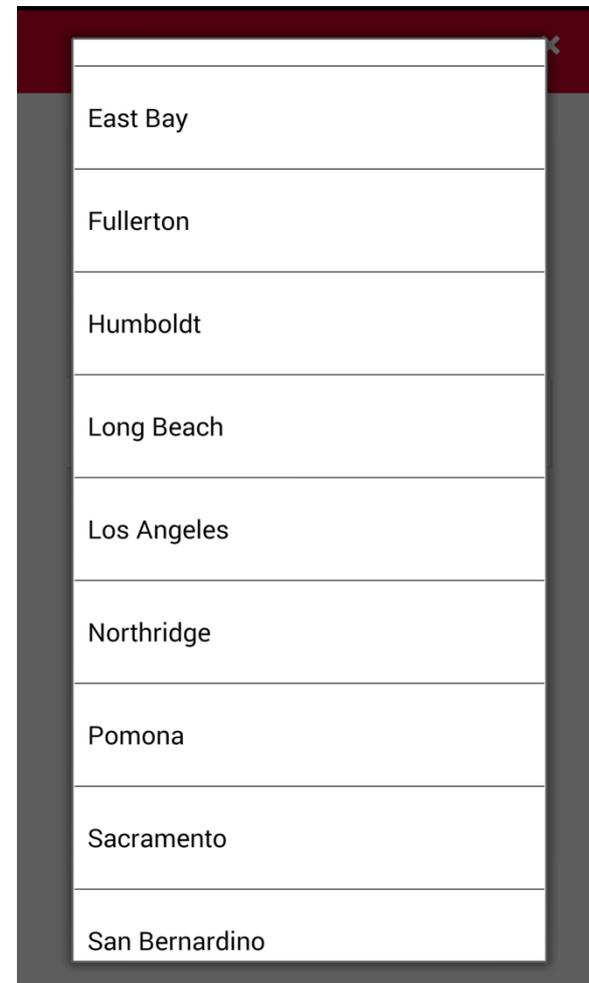 East Bay
Fullerton
Humboldt
Long Beach
Los Angeles
Northridge
Pomona
Sacramento
San Bernardino